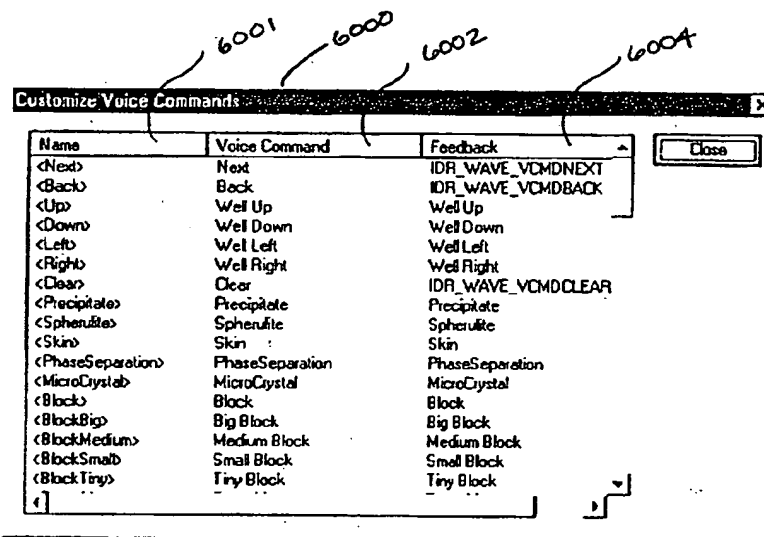 6001 6000 6002 6004
Customize Voice Commands
Name Voice Command Feedback Close
<Next> Next IDR_WAVE_VCMDNEXT
<Back> Back IDR_WAVE_VCMDBACK
<Up> Well Up Well Up
<Down> Well Down Well Down
<Left> Well Left Well Left
<Right> Well Right Well Right
<Clear> Clear IDR_WAVE_VCMDCLEAR
<Precipitate> Precipitate Precipitate
<Spherulite> Spherulite Spherulite
<Skin> Skin Skin
<PhaseSeparation> PhaseSeparation PhaseSeparation
<MicroCrystal> MicroCrystal MicroCrystal
<Block> Block Block
<BlockBig> Big Block Big Block
<BlockMedium> Medium Block Medium Block
<BlockSmall> Small Block Small Block
<BlockTiny> Tiny Block Tiny Block